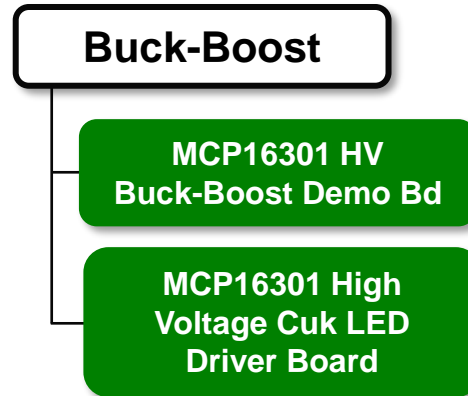 Buck-Boost
MCP16301 HV
Buck-Boost Demo Bd
MCP16301 High
Voltage Cuk LED
Driver Board